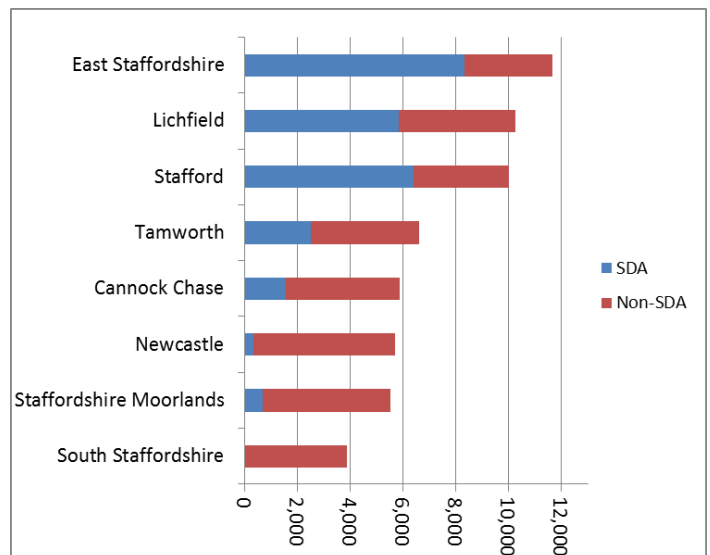 East Staffordshire
Lichfield
Stafford
Tamworth
Cannock Chase
Newcastle
Staffordshire Moorlands
South Staffordshire
0
2,000
4,000
6,000
8,000
10,000
12,000
SDA
Non-SDA